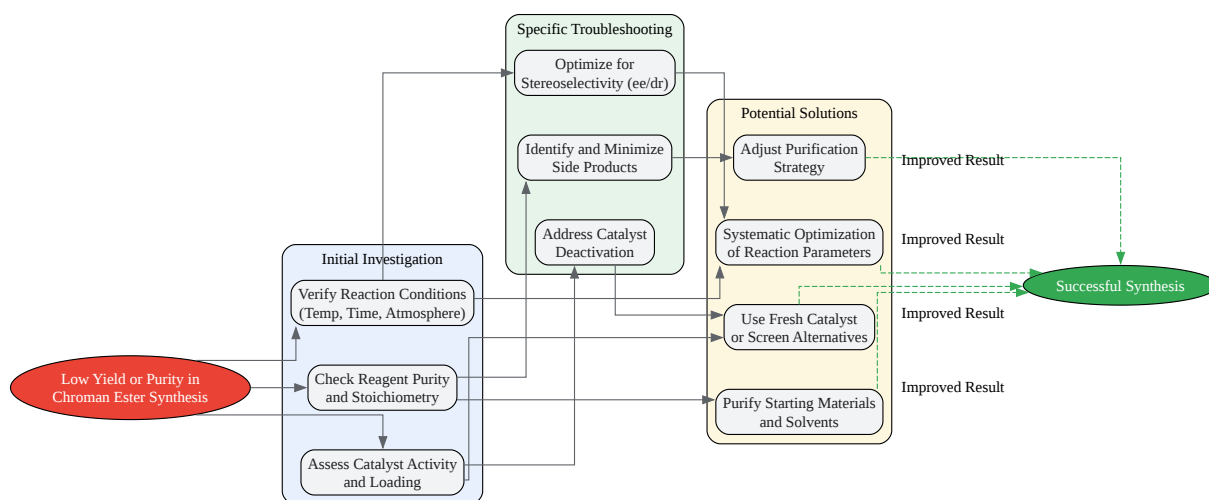 Specific Troubleshooting
Optimize for
Stereoselectivity (ee/dr)
Identify and Minimize
Side Products
Address Catalyst
Deactivation
Potential Solutions
Adjust Purification
Strategy
Systematic Optimization
of Reaction Parameters
Use Fresh Catalyst
or Screen Alternatives
Purify Starting Materials
and Solvents
Initial Investigation
Verify Reaction Conditions
(Temp, Time, Atmosphere)
Check Reagent Purity
and Stoichiometry
Assess Catalyst Activity
and Loading
Low Yield or Purity in
Chroman Ester Synthesis
Improved Result
Improved Result
Improved Result
Improved Result
Successful Synthesis